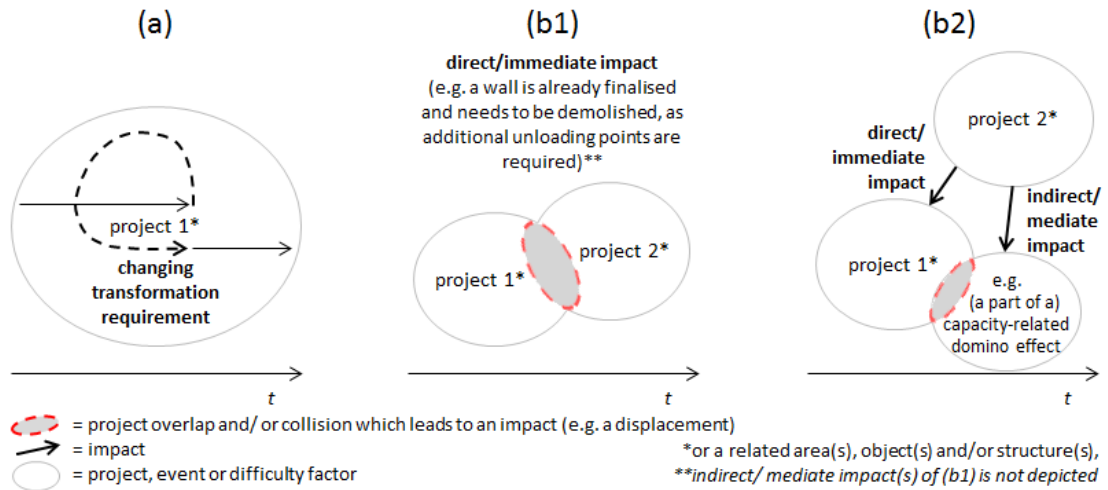 (a)
project 1*
changing
transformation
requirement
t
(b1)
direct/immediate impact
(e.g. a wall is already finalised
and needs to be demolished, as
additional unloading points are
required)**
project 1*
project 2*
t
(b2)
project 2*
direct/
immediate
impact
indirect/
mediate
impact
project 1*
e.g.
(a part of a)
capacity-related
domino effect
t
= project overlap and/ or collision which leads to an impact (e.g. a displacement)
= impact
= project, event or difficulty factor
*or a related area(s), object(s) and/or structure(s),
**indirect/ mediate impact(s) of (b1) is not depicted